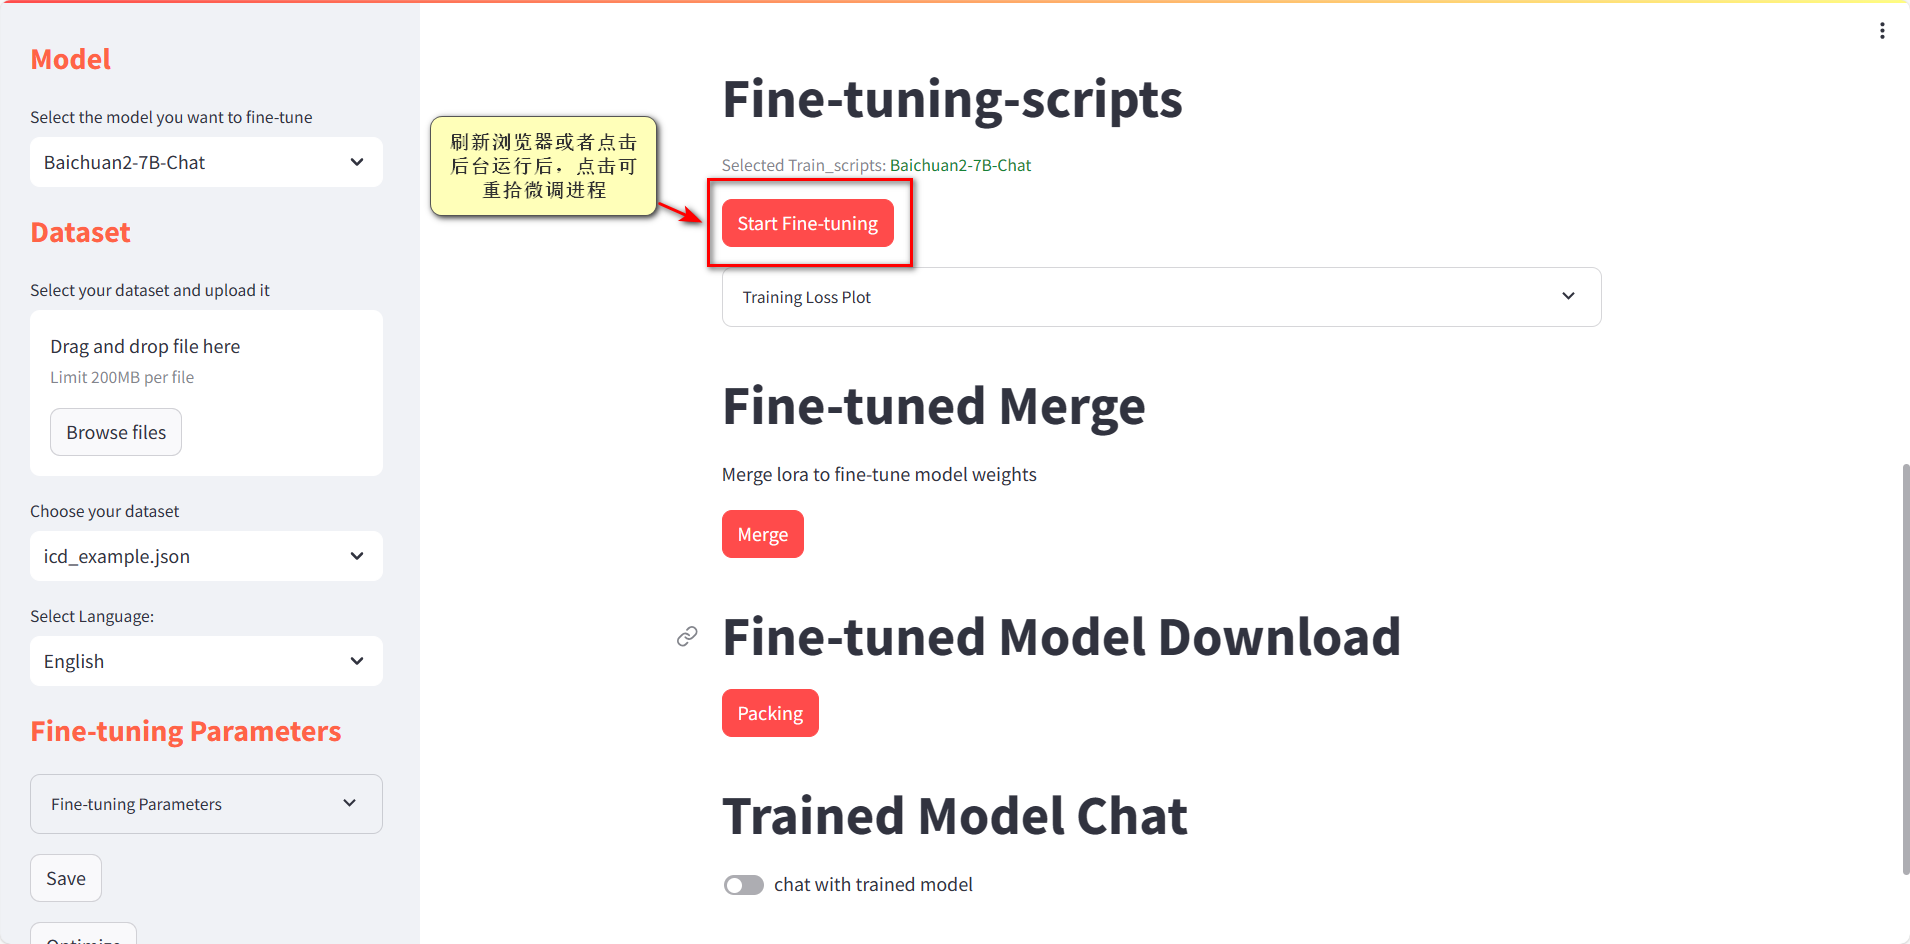 Model
Select the model you want to fine-tune
Baichuan2-7B-Chat
Dataset
Select your dataset and upload it
Drag and drop file here
Limit 200MB per file
Browse files
Choose your dataset
icd_example.json
Select Language:
English
Fine-tuning Parameters
Fine-tuning Parameters
Save
Optimize
刷新浏览器或者点击
后台运行后，点击可
重拾微调进程
Fine-tuning-scripts
Selected Train_scripts: Baichuan2-7B-Chat
Start Fine-tuning
Training Loss Plot
Fine-tuned Merge
Merge lora to fine-tune model weights
Merge
Fine-tuned Model Download
Packing
Trained Model Chat
chat with trained model